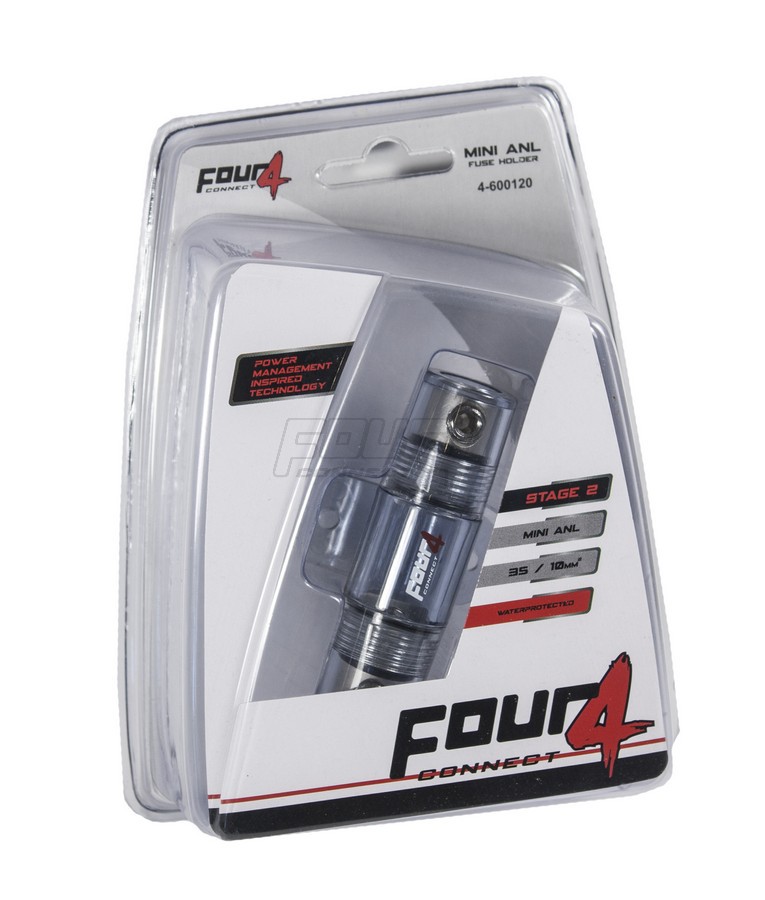 FOUR4
CONNECT
MINI ANL
FUSE HOLDER
4-600120
POWER
MANAGEMENT
INSPIRED
TECHNOLOGY
FOUR
CONNECT
STAGE 2
MINI ANL
35 / 10mm²
WATERPROTECTED
FOUR4
CONNECT
FOUR4
CONNECT